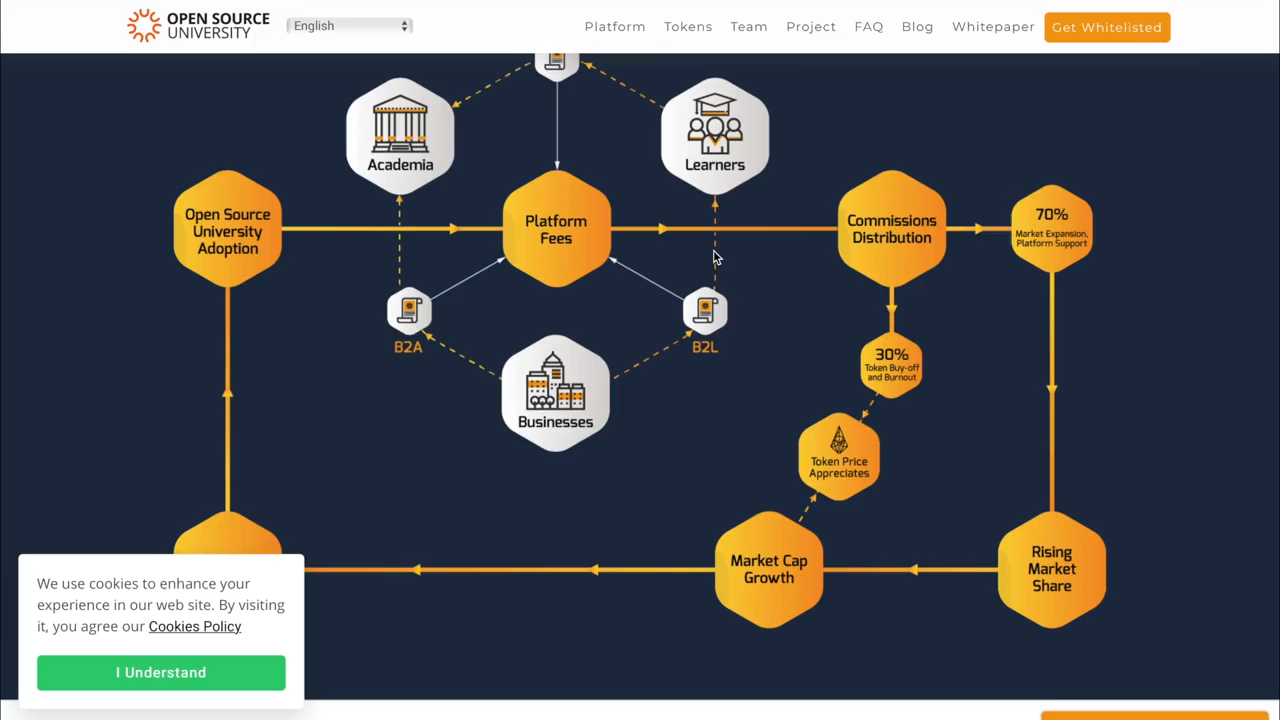 OPEN SOURCE
UNIVERSITY
English
Platform
Tokens
Team
Project
FAQ
Blog
Whitepaper
Get Whitelisted
Academia
Learners
Open Source
University
Adoption
Platform
Fees
Commissions
Distribution
70%
Market Expansion,
Platform Support
B2A
B2L
30%
Token Buy-off
and Burnout
Businesses
Token Price
Appreciates
Market Cap
Growth
Rising
Market
Share
We use cookies to enhance your
experience in our web site. By visiting
it, you agree our Cookies Policy
I Understand